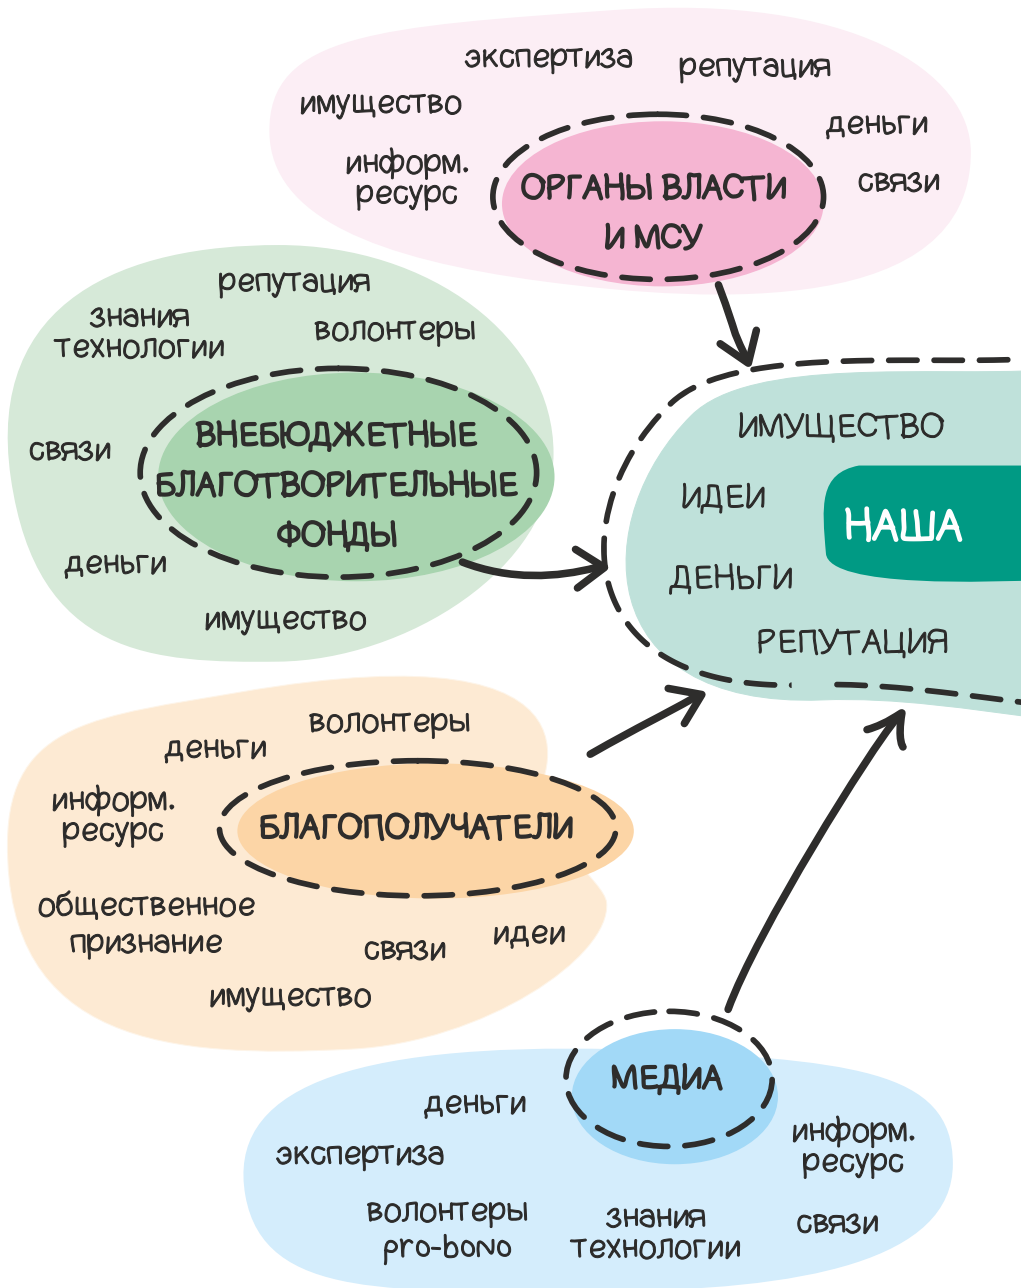 экспертиза
репутация
имущество
деньги
информ.
ресурс
связи
ОРГАНЫ ВЛАСТИ
И МСУ
репутация
знания
технологии
волонтеры
связи
ВНЕБЮДЖЕТНЫЕ
БЛАГОТВОРИТЕЛЬНЫЕ
ФОНДЫ
деньги
имущество
ИМУЩЕСТВО
ИДЕИ
НАША
ДЕНЬГИ
РЕПУТАЦИЯ
волонтеры
деньги
информ.
ресурс
БЛАГОПОЛУЧАТЕЛИ
общественное
признание
связи
идеи
имущество
МЕДИА
деньги
экспертиза
информ.
ресурс
волонтеры
pro-bono
знания
технологии
связи